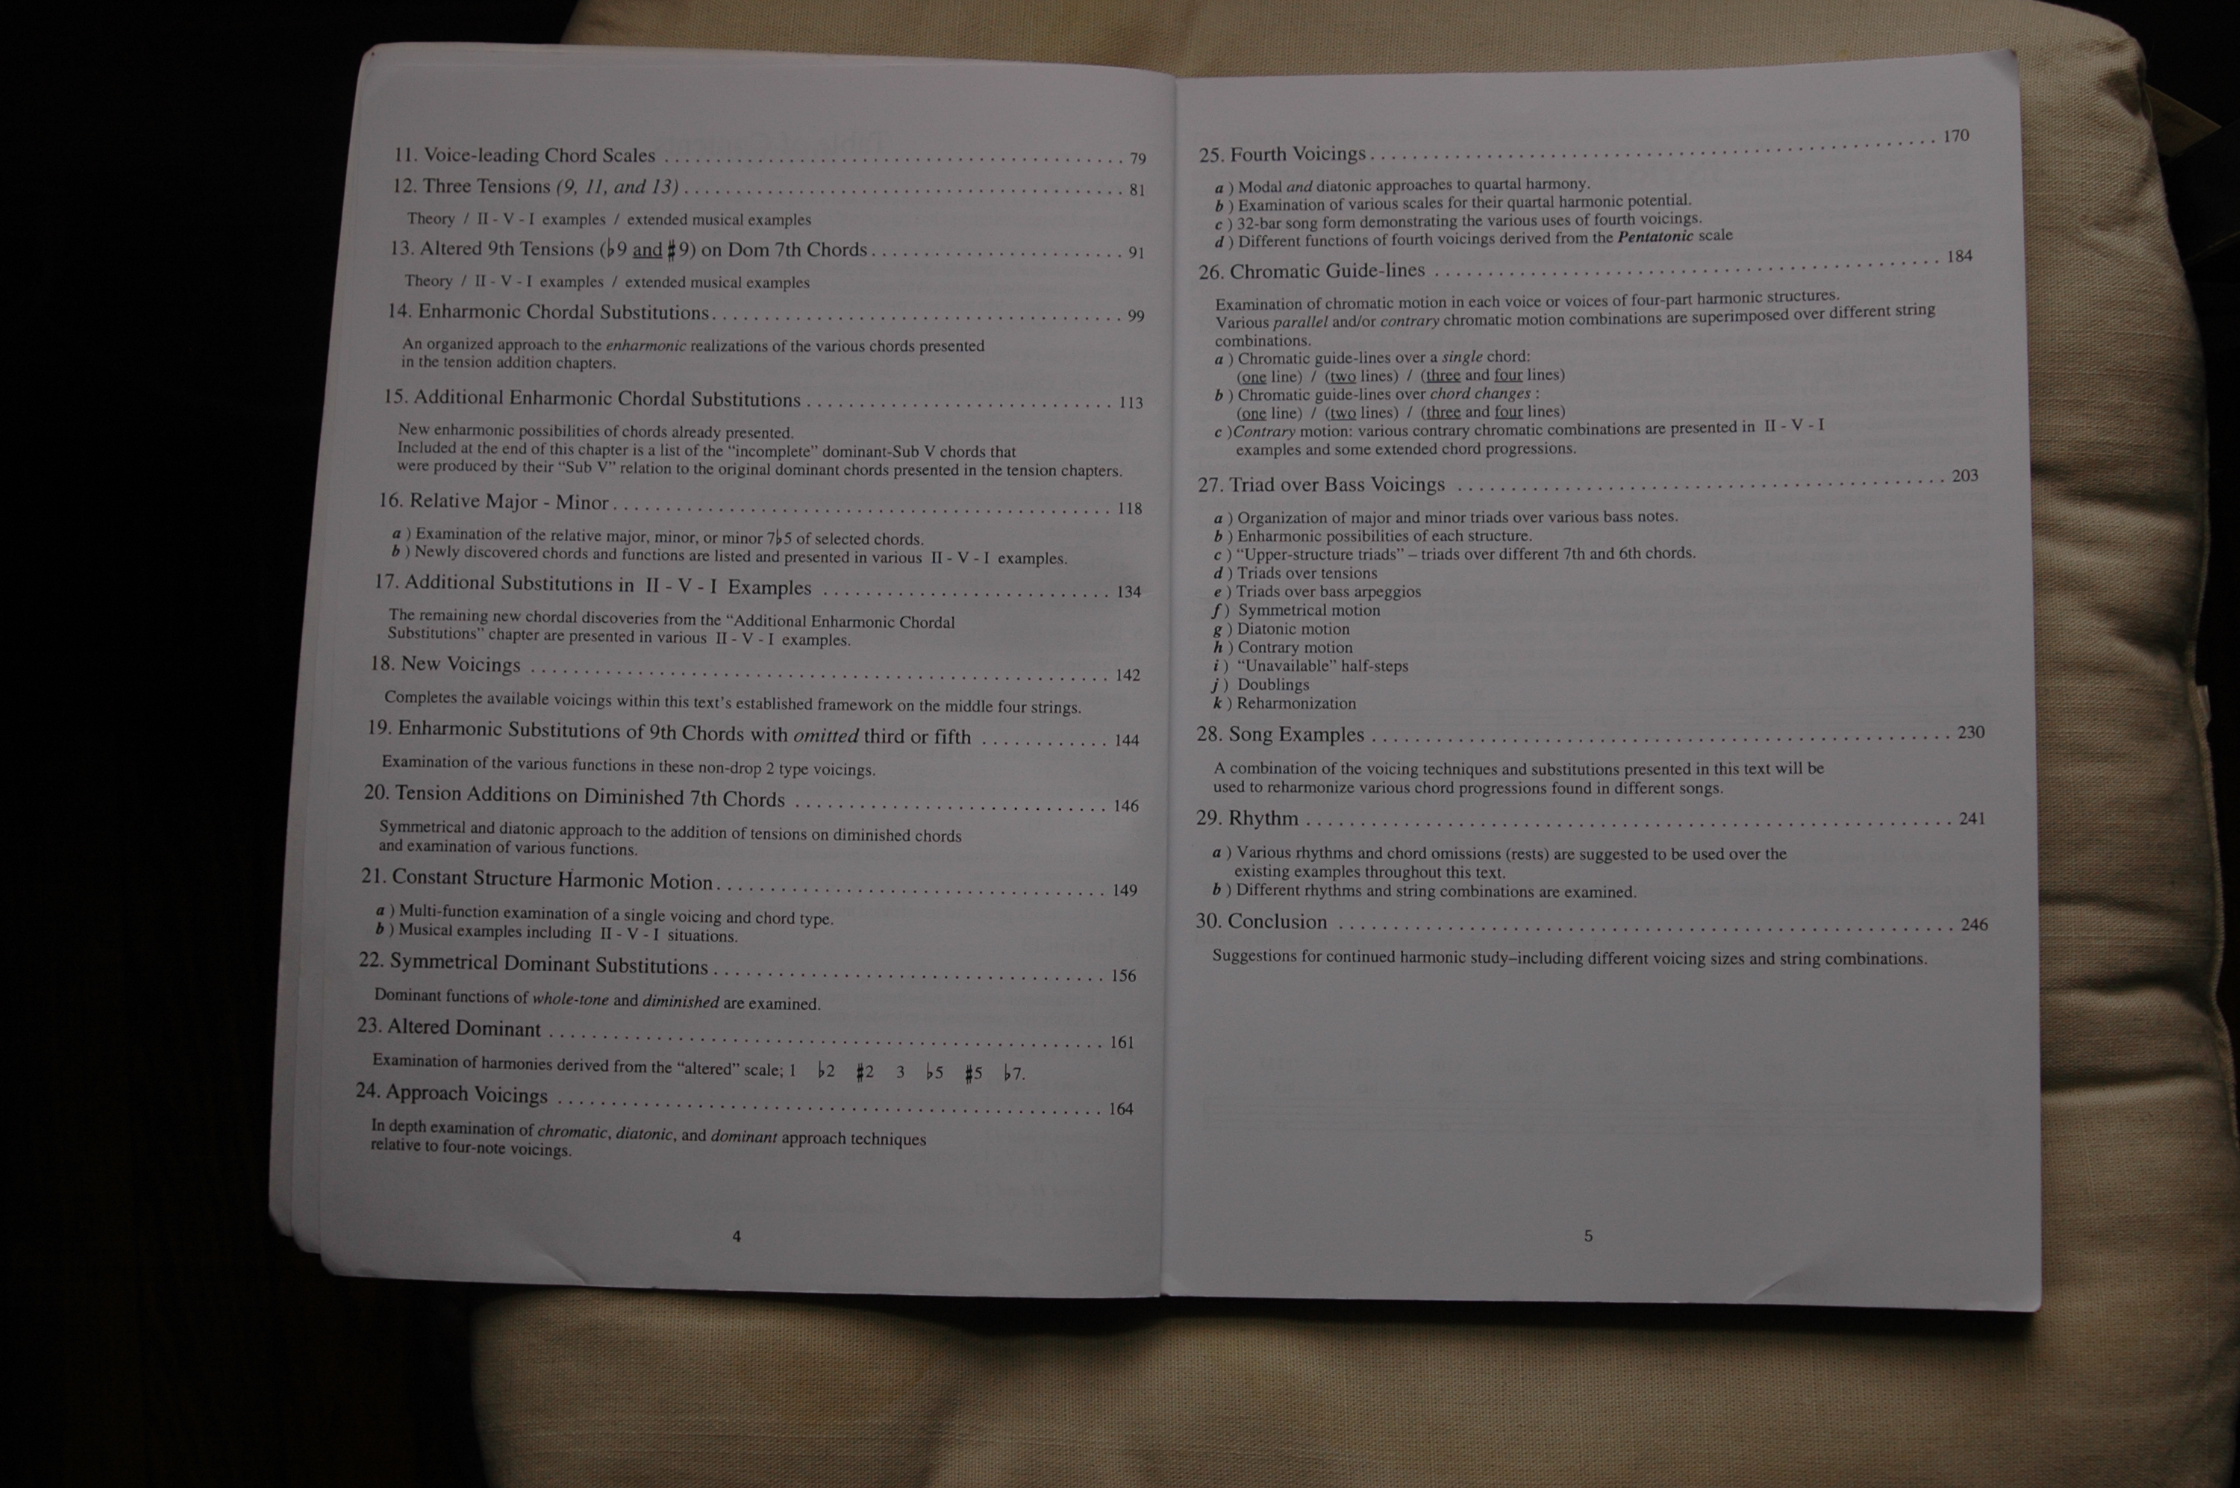 11. Voice-leading Chord Scales . . . . . . . . . . . . . . . . . . . . . . . . . . . . . . . . . . . . . . . . . . . 79
12. Three Tensions (9, 11, and 13) . . . . . . . . . . . . . . . . . . . . . . . . . . . . . . . . . . . . . . . . . 81
Theory / II - V - I examples / extended musical examples
13. Altered 9th Tensions (♭9 and ♯9) on Dom 7th Chords . . . . . . . . . . . . . . . . . . . . . . . . 91
Theory / II - V - I examples / extended musical examples
14. Enharmonic Chordal Substitutions . . . . . . . . . . . . . . . . . . . . . . . . . . . . . . . . . . . . . . . 99
An organized approach to the enharmonic realizations of the various chords presented
in the tension addition chapters.
15. Additional Enharmonic Chordal Substitutions . . . . . . . . . . . . . . . . . . . . . . . . . . . . . 113
New enharmonic possibilities of chords already presented.
Included at the end of this chapter is a list of the “incomplete” dominant-Sub V chords that
were produced by their “Sub V” relation to the original dominant chords presented in the tension chapters.
16. Relative Major - Minor . . . . . . . . . . . . . . . . . . . . . . . . . . . . . . . . . . . . . . . . . . . . . . . 118
a ) Examination of the relative major, minor, or minor 7♭5 of selected chords.
b ) Newly discovered chords and functions are listed and presented in various II - V - I examples.
17. Additional Substitutions in II - V - I Examples . . . . . . . . . . . . . . . . . . . . . . . . . . . 134
The remaining new chordal discoveries from the “Additional Enharmonic Chordal
Substitutions” chapter are presented in various II - V - I examples.
18. New Voicings . . . . . . . . . . . . . . . . . . . . . . . . . . . . . . . . . . . . . . . . . . . . . . . . . . . . . . 142
Completes the available voicings within this text’s established framework on the middle four strings.
19. Enharmonic Substitutions of 9th Chords with omitted third or fifth . . . . . . . . . . . . 144
Examination of the various functions in these non-drop 2 type voicings.
20. Tension Additions on Diminished 7th Chords . . . . . . . . . . . . . . . . . . . . . . . . . . . . . 146
Symmetrical and diatonic approach to the addition of tensions on diminished chords
and examination of various functions.
21. Constant Structure Harmonic Motion . . . . . . . . . . . . . . . . . . . . . . . . . . . . . . . . . . . . . 149
a ) Multi-function examination of a single voicing and chord type.
b ) Musical examples including II - V - I situations.
22. Symmetrical Dominant Substitutions . . . . . . . . . . . . . . . . . . . . . . . . . . . . . . . . . . . . . 156
Dominant functions of whole-tone and diminished are examined.
23. Altered Dominant . . . . . . . . . . . . . . . . . . . . . . . . . . . . . . . . . . . . . . . . . . . . . . . . . . . . 161
Examination of harmonies derived from the “altered” scale; 1 ♭2 ♯2 3 ♭5 ♯5 ♭7.
24. Approach Voicings . . . . . . . . . . . . . . . . . . . . . . . . . . . . . . . . . . . . . . . . . . . . . . . . . . . 164
In depth examination of chromatic, diatonic, and dominant approach techniques
relative to four-note voicings.
4
25. Fourth Voicings . . . . . . . . . . . . . . . . . . . . . . . . . . . . . . . . . . . . . . . . . . . . . . . . . . . . . 170
a ) Modal and diatonic approaches to quartal harmony.
b ) Examination of various scales for their quartal harmonic potential.
c ) 32-bar song form demonstrating the various uses of fourth voicings.
d ) Different functions of fourth voicings derived from the Pentatonic scale
26. Chromatic Guide-lines . . . . . . . . . . . . . . . . . . . . . . . . . . . . . . . . . . . . . . . . . . . . . . . . 184
Examination of chromatic motion in each voice or voices of four-part harmonic structures.
Various parallel and/or contrary chromatic motion combinations are superimposed over different string
combinations.
a ) Chromatic guide-lines over a single chord:
(one line) / (two lines) / (three and four lines)
b ) Chromatic guide-lines over chord changes :
(one line) / (two lines) / (three and four lines)
c )Contrary motion: various contrary chromatic combinations are presented in II - V - I
examples and some extended chord progressions.
27. Triad over Bass Voicings . . . . . . . . . . . . . . . . . . . . . . . . . . . . . . . . . . . . . . . . . . . . . . 203
a ) Organization of major and minor triads over various bass notes.
b ) Enharmonic possibilities of each structure.
c ) “Upper-structure triads” – triads over different 7th and 6th chords.
d ) Triads over tensions
e ) Triads over bass arpeggios
f ) Symmetrical motion
g ) Diatonic motion
h ) Contrary motion
i ) “Unavailable” half-steps
j ) Doublings
k ) Reharmonization
28. Song Examples . . . . . . . . . . . . . . . . . . . . . . . . . . . . . . . . . . . . . . . . . . . . . . . . . . . . . . 230
A combination of the voicing techniques and substitutions presented in this text will be
used to reharmonize various chord progressions found in different songs.
29. Rhythm . . . . . . . . . . . . . . . . . . . . . . . . . . . . . . . . . . . . . . . . . . . . . . . . . . . . . . . . . . . . 241
a ) Various rhythms and chord omissions (rests) are suggested to be used over the
existing examples throughout this text.
b ) Different rhythms and string combinations are examined.
30. Conclusion . . . . . . . . . . . . . . . . . . . . . . . . . . . . . . . . . . . . . . . . . . . . . . . . . . . . . . . . . 246
Suggestions for continued harmonic study–including different voicing sizes and string combinations.
5